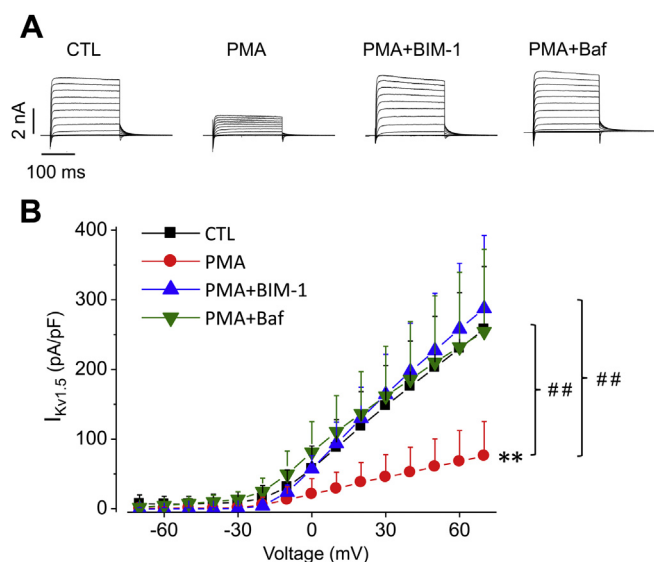 A
CTL PMA PMA+BIM-1 PMA+Baf
2 nA
100 ms
B
400
300
200
100
0
I Kv1.5 (pA/pF)
CTL
PMA
PMA+BIM-1
PMA+Baf
## ##
**
-60 -30 0 30 60
Voltage (mV)